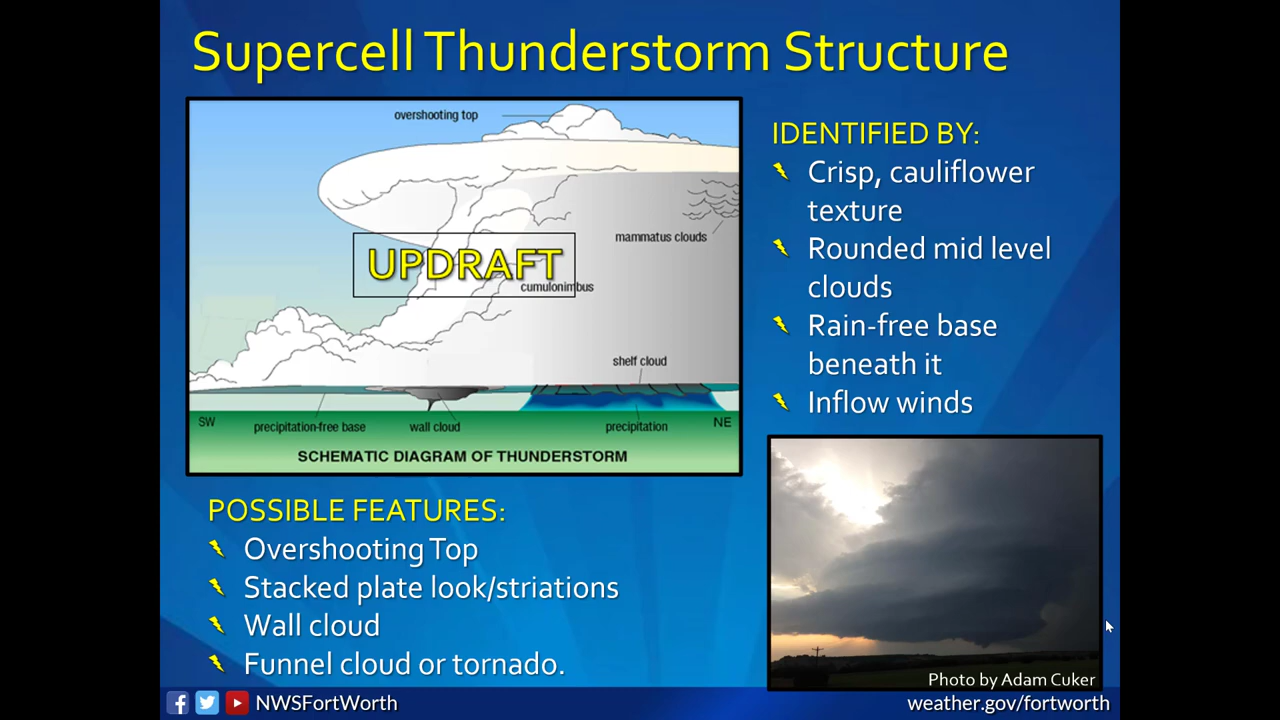 Supercell Thunderstorm Structure
overshooting top
mammatus clouds
UPDRAFT
cumulonimbus
shelf cloud
SW
precipitation-free base
wall cloud
precipitation
NE
SCHEMATIC DIAGRAM OF THUNDERSTORM
IDENTIFIED BY:
Crisp, cauliflower
texture
Rounded mid level
clouds
Rain-free base
beneath it
Inflow winds
POSSIBLE FEATURES:
Overshooting Top
Stacked plate look/striations
Wall cloud
Funnel cloud or tornado.
Photo by Adam Cuker
NWSFortWorth
weather.gov/fortworth